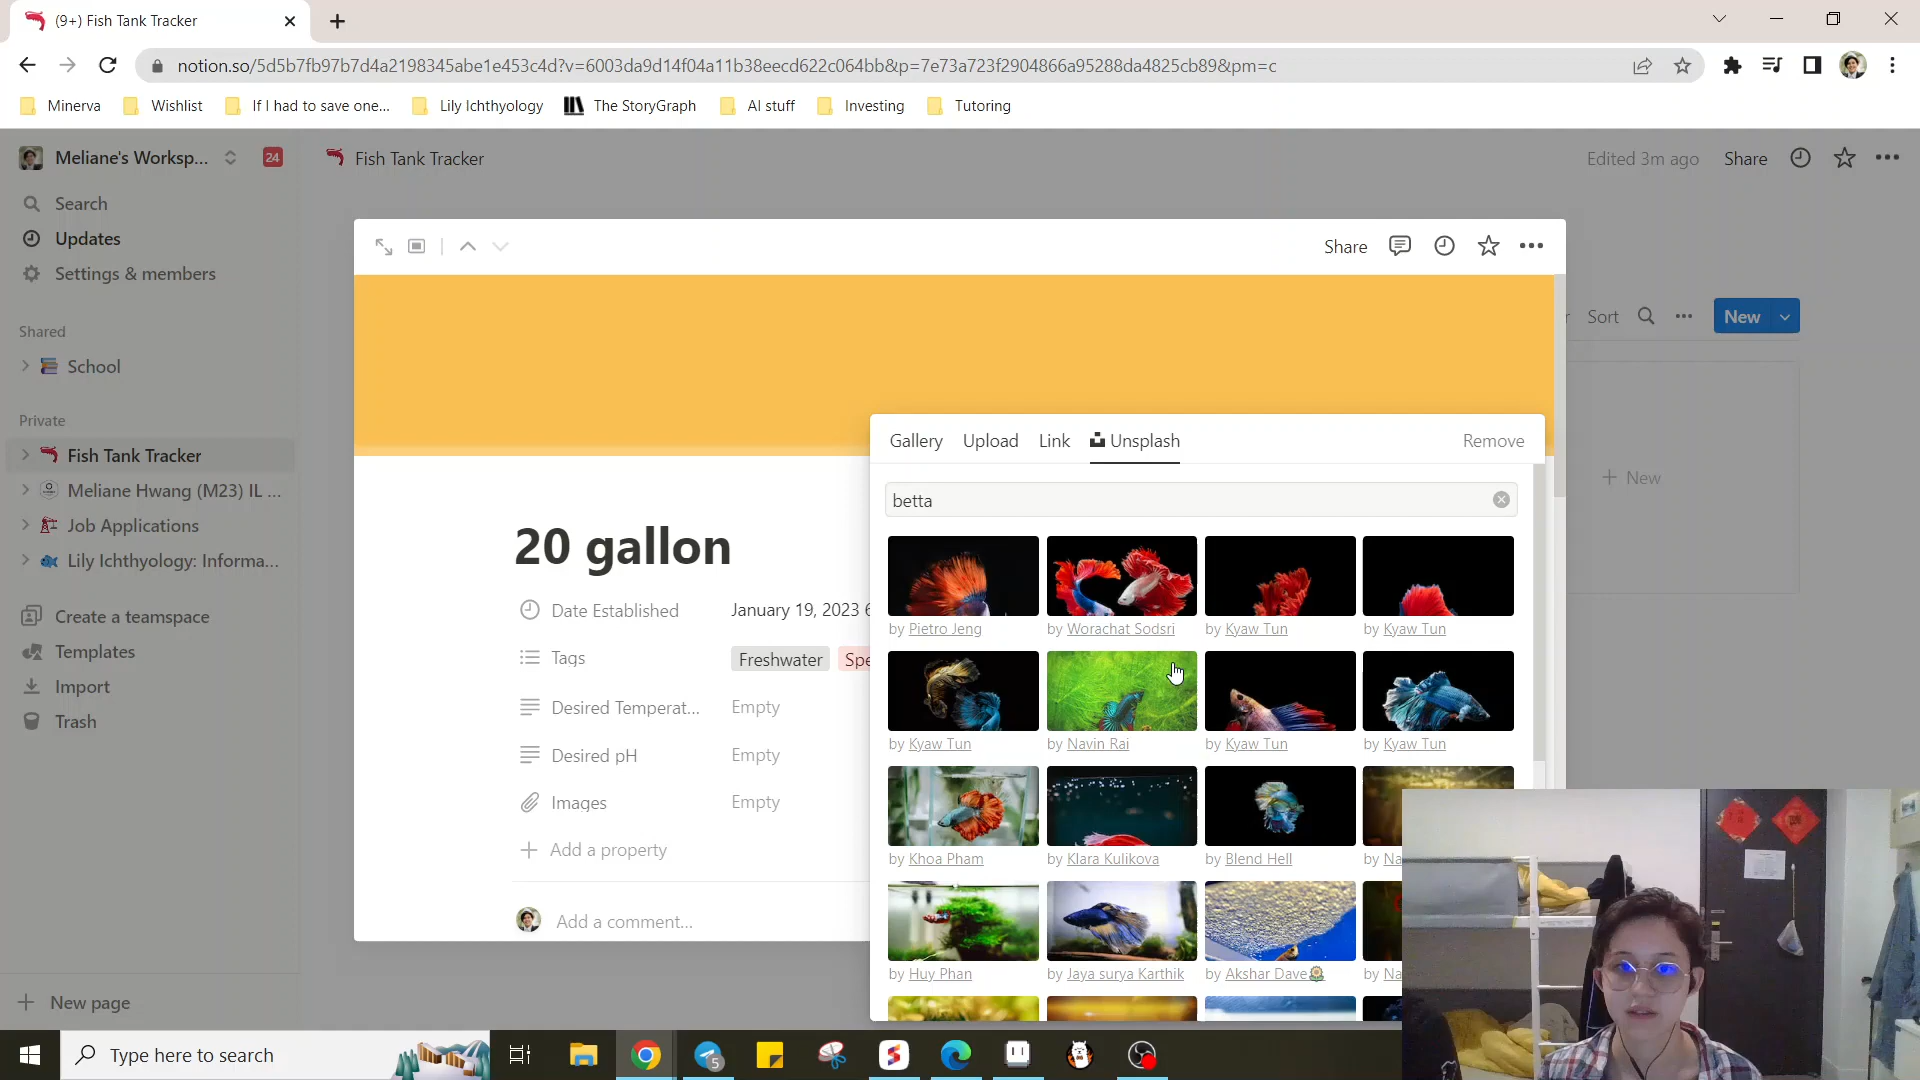 (9+) Fish Tank Tracker
notion.so/5d5b7fb97b7d4a2198345abe1e453c4d?v=6003da9d14f04a11b38eecd622c064bb&p=7e73a723f2904866a95288da4825cb89&pm=c
Minerva
Wishlist
If I had to save one...
Lily Ichthyology
The StoryGraph
AI stuff
Investing
Tutoring
Meliane's Worksp...
24
Fish Tank Tracker
Edited 3m ago
Share
Search
Updates
Settings & members
Shared
School
Private
Fish Tank Tracker
Meliane Hwang (M23) IL ...
Job Applications
Lily Ichthyology: Informa...
Create a teamspace
Templates
Import
Trash
New page
Share
Sort
New
New
20 gallon
Date Established
January 19, 2023 6
Tags
Freshwater
Spe
Desired Temperat...
Empty
Desired pH
Empty
Images
Empty
Add a property
Add a comment...
Gallery
Upload
Link
Unsplash
Remove
betta
by Pietro Jeng
by Worachat Sodsri
by Kyaw Tun
by Kyaw Tun
by Kyaw Tun
by Navin Rai
by Kyaw Tun
by Kyaw Tun
by Khoa Pham
by Klara Kulikova
by Blend Hell
by Na
by Huy Phan
by Jaya surya Karthik
by Akshar Dave🌼
by Na
Type here to search
5